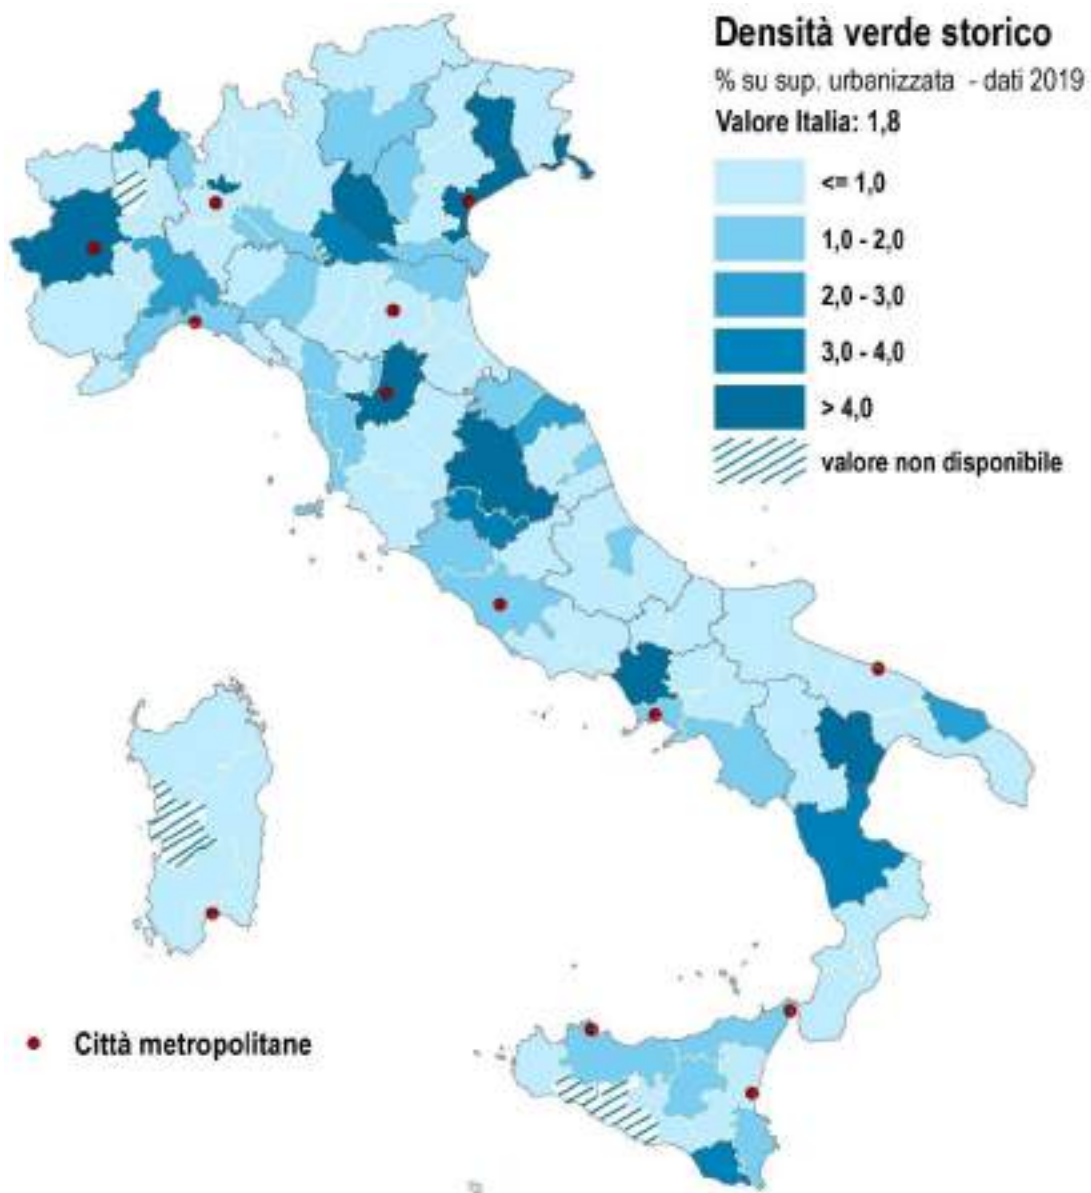 Densità verde storico
% su sup. urbanizzata - dati 2019
Valore Italia: 1,8
<= 1,0
1,0 - 2,0
2,0 - 3,0
3,0 - 4,0
> 4,0
valore non disponibile
Città metropolitane